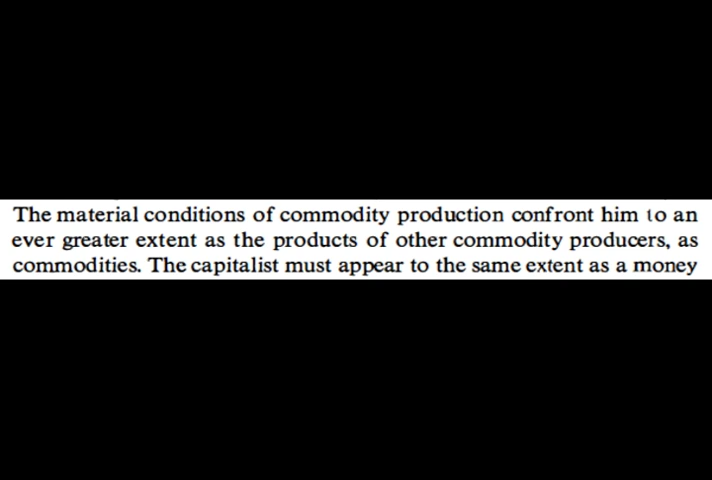 The material conditions of commodity production confront him to an
ever greater extent as the products of other commodity producers, as
commodities. The capitalist must appear to the same extent as a money